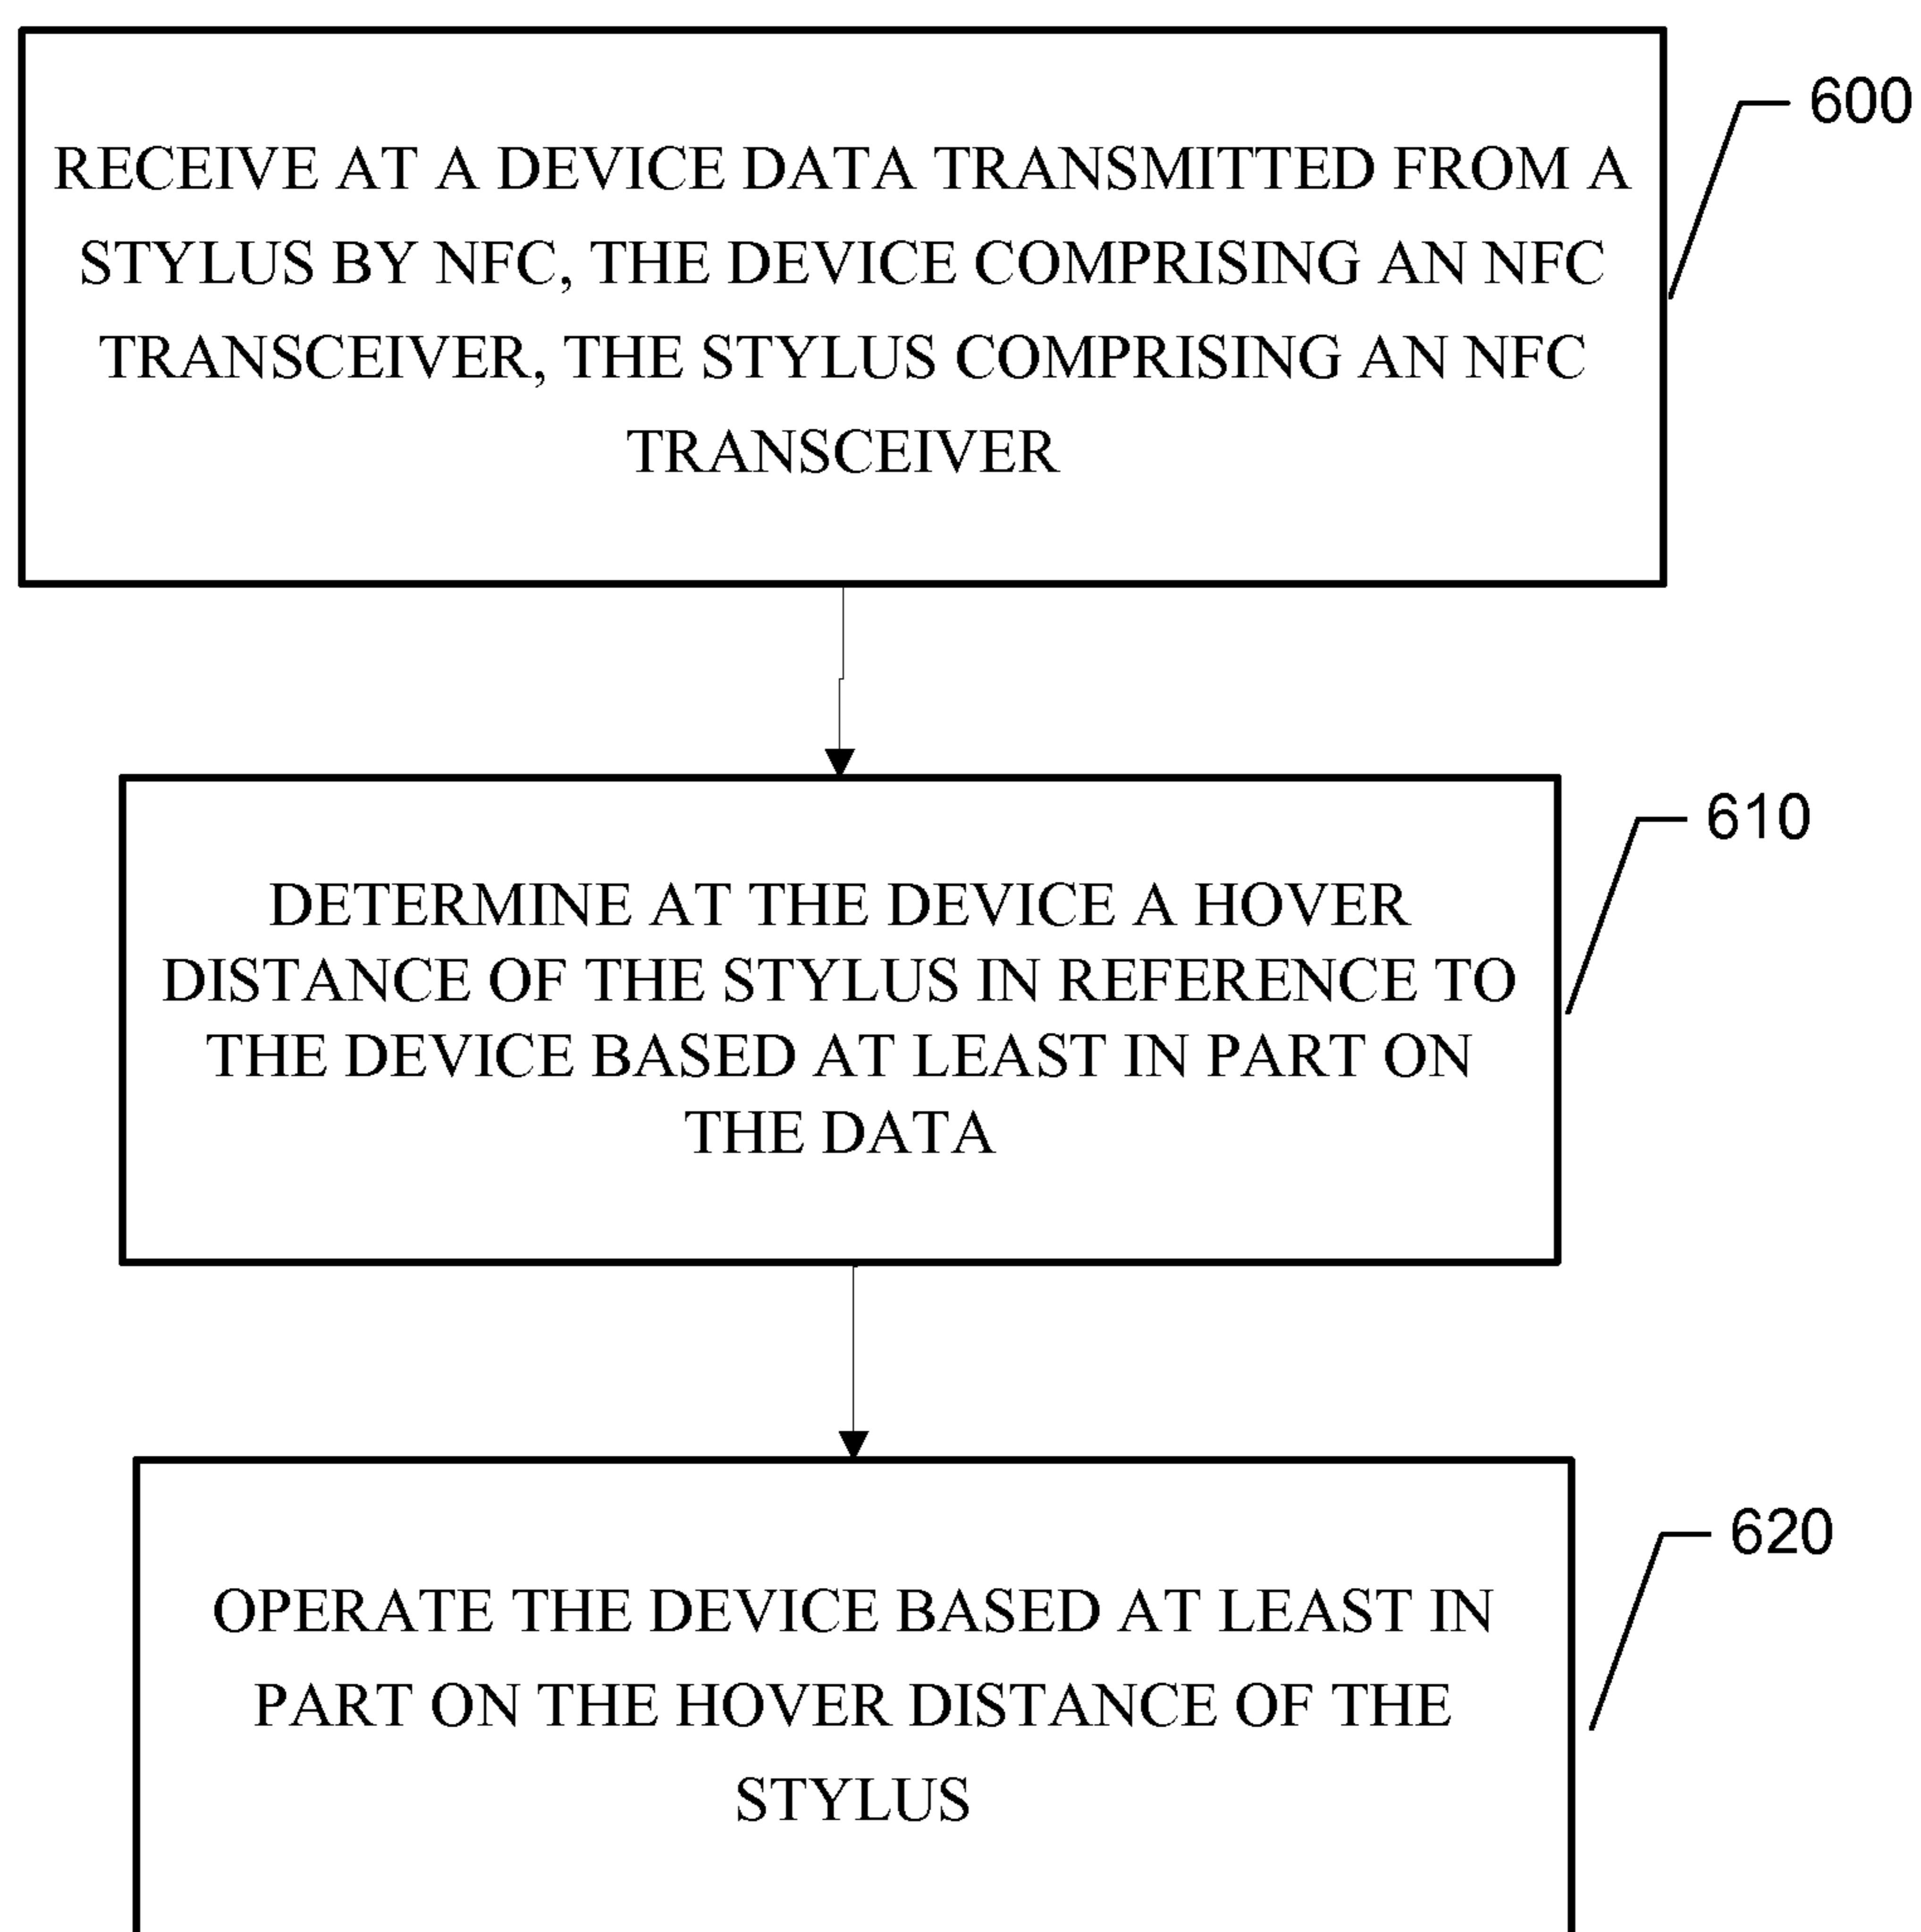 600
RECEIVE AT A DEVICE DATA TRANSMITTED FROM A
STYLUS BY NFC, THE DEVICE COMPRISING AN NFC
TRANSCEIVER, THE STYLUS COMPRISING AN NFC
TRANSCEIVER
610
DETERMINE AT THE DEVICE A HOVER
DISTANCE OF THE STYLUS IN REFERENCE TO
THE DEVICE BASED AT LEAST IN PART ON
THE DATA
620
OPERATE THE DEVICE BASED AT LEAST IN
PART ON THE HOVER DISTANCE OF THE
STYLUS